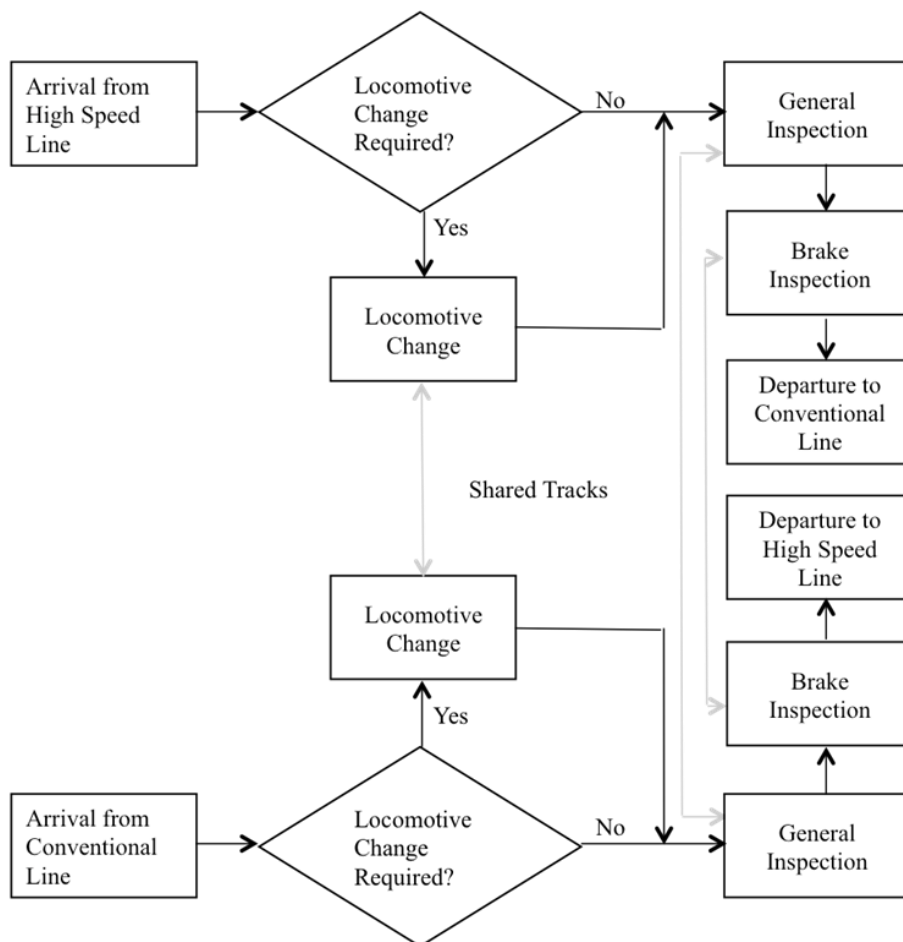 Arrival from
High Speed
Line
Locomotive
Change
Required?
No
General
Inspection
Yes
Brake
Inspection
Locomotive
Change
Departure to
Conventional
Line
Shared Tracks
Departure to
High Speed
Line
Locomotive
Change
Brake
Inspection
Yes
Arrival from
Conventional
Line
Locomotive
Change
Required?
No
General
Inspection